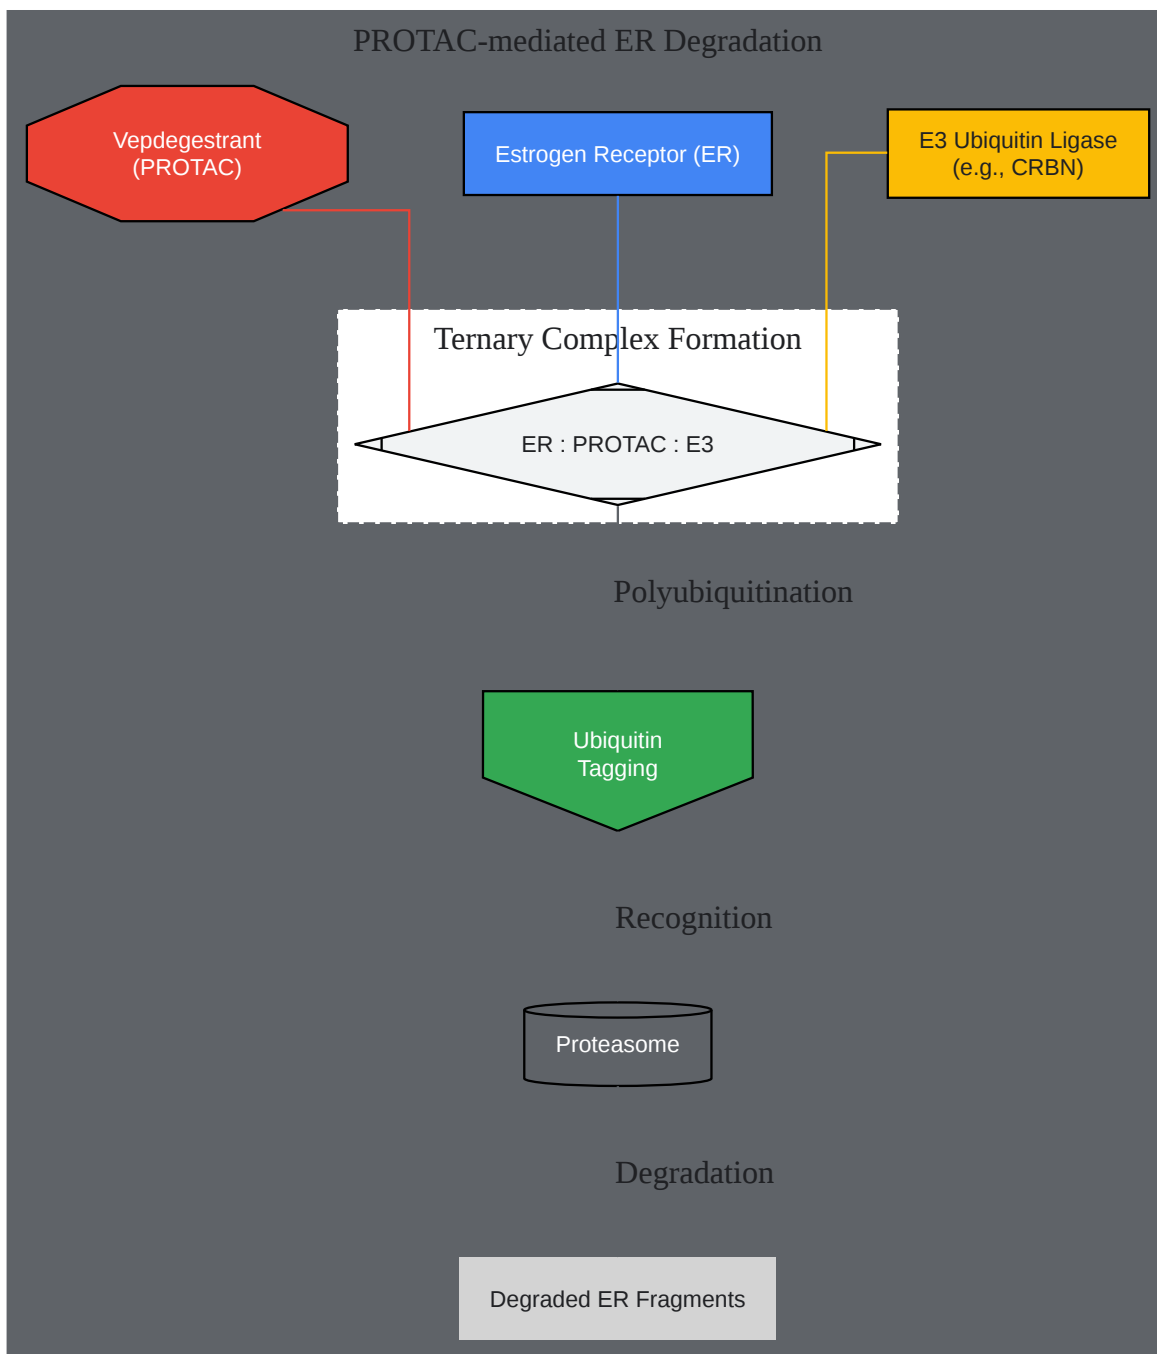 PROTAC-mediated ER Degradation
Vepdegestrant
(PROTAC)
Estrogen Receptor (ER)
E3 Ubiquitin Ligase
(e.g., CRBN)
Ternary Complex Formation
ER : PROTAC : E3
Polyubiquitination
Ubiquitin
Tagging
Recognition
Proteasome
Degradation
Degraded ER Fragments